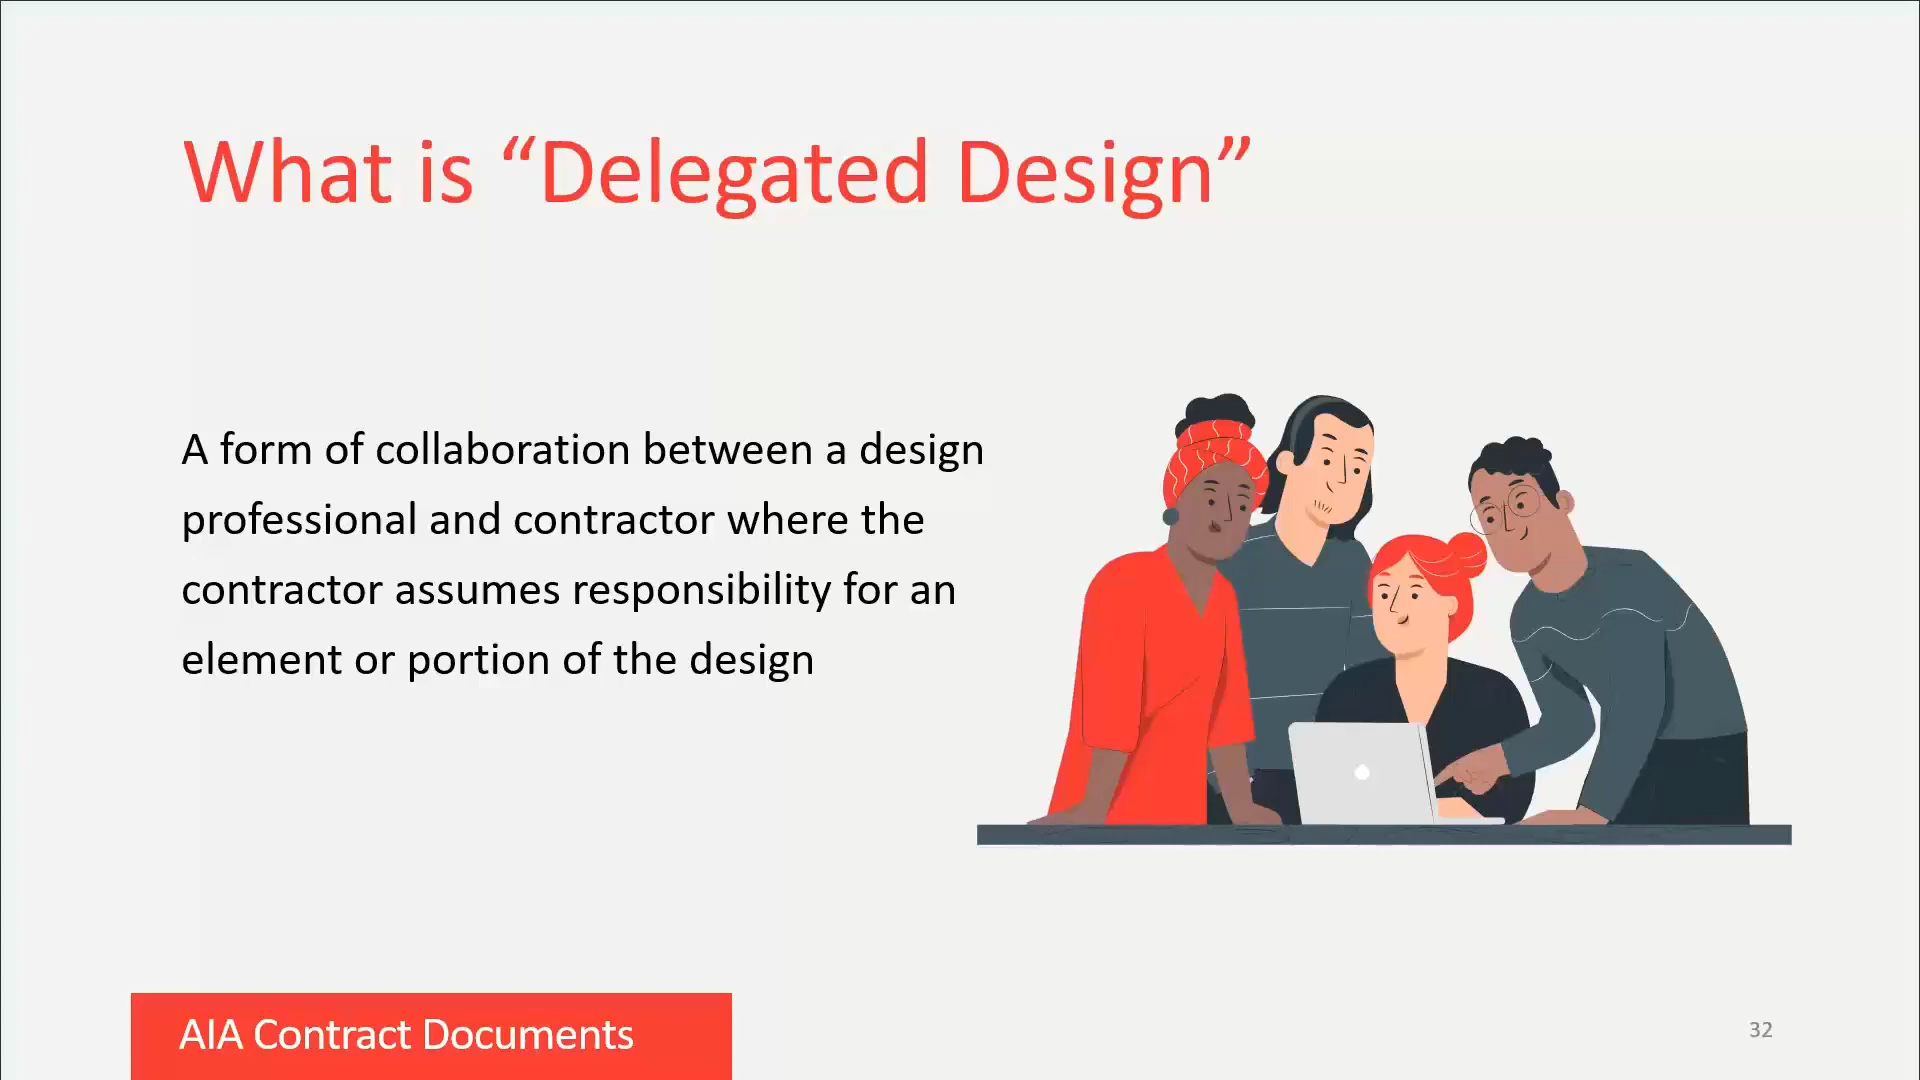 What is “Delegated Design”
A form of collaboration between a design
professional and contractor where the
contractor assumes responsibility for an
element or portion of the design
AIA Contract Documents
32